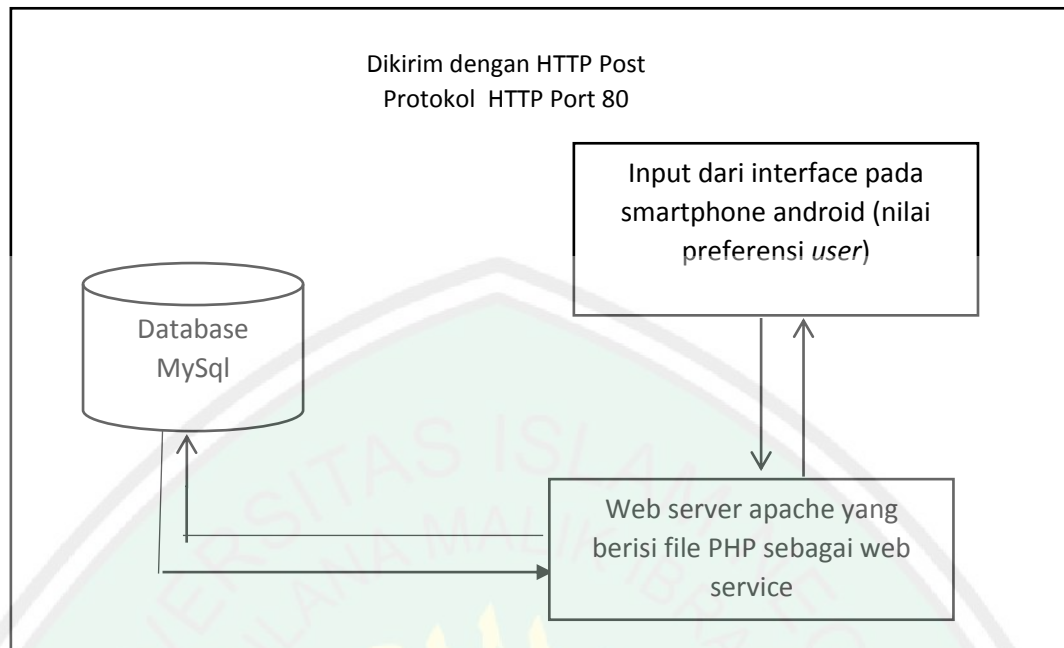 Dikirim dengan HTTP Post
Protokol HTTP Port 80
Input dari interface pada
smartphone android (nilai
preferensi user)
Database
MySql
Web server apache yang
berisi file PHP sebagai web
service